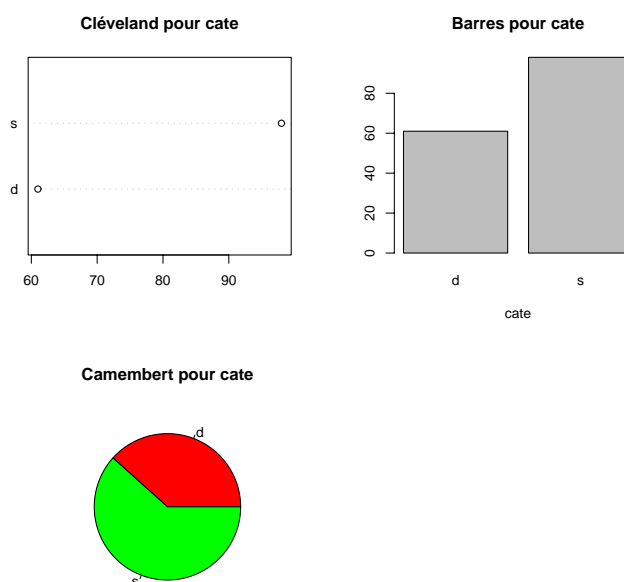 Cléveland pour cate
s
d
60 70 80 90
Barres pour cate
80
60
40
20
0
d s
cate
Camembert pour cate
d
s